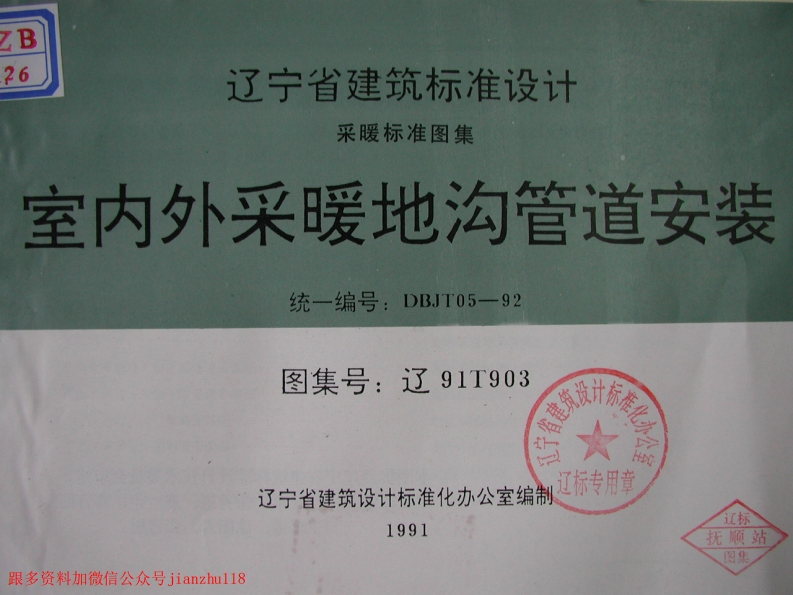 ZB
26
辽宁省建筑标准设计
采暖标准图集
室内外采暖地沟管道安装
统一编号：DBJT05—92
图集号：辽 91T903
辽宁省建筑设计标准化办公室
辽标专用章
辽宁省建筑设计标准化办公室编制
1991
辽标
抚顺站
图集
跟多资料加微信公众号jianzhu118